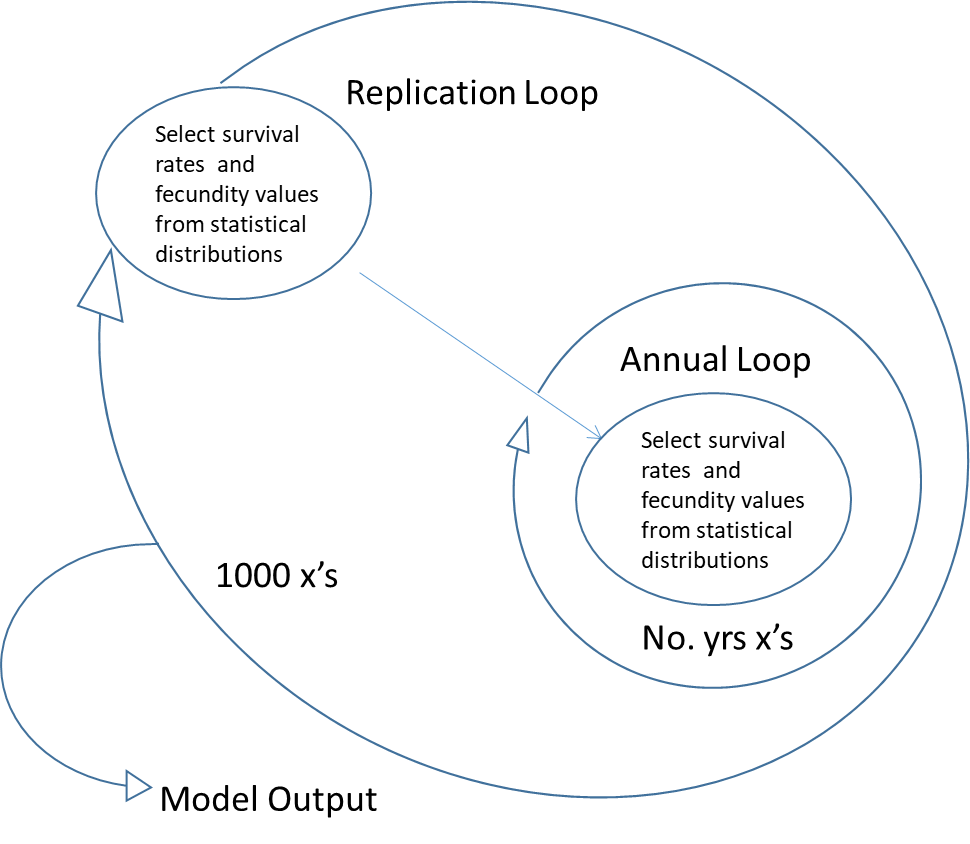 Replication Loop
Select survival
rates and
fecundity values
from statistical
distributions
Annual Loop
Select survival
rates and
fecundity values
from statistical
distributions
1000 x’s
No. yrs x’s
Model Output